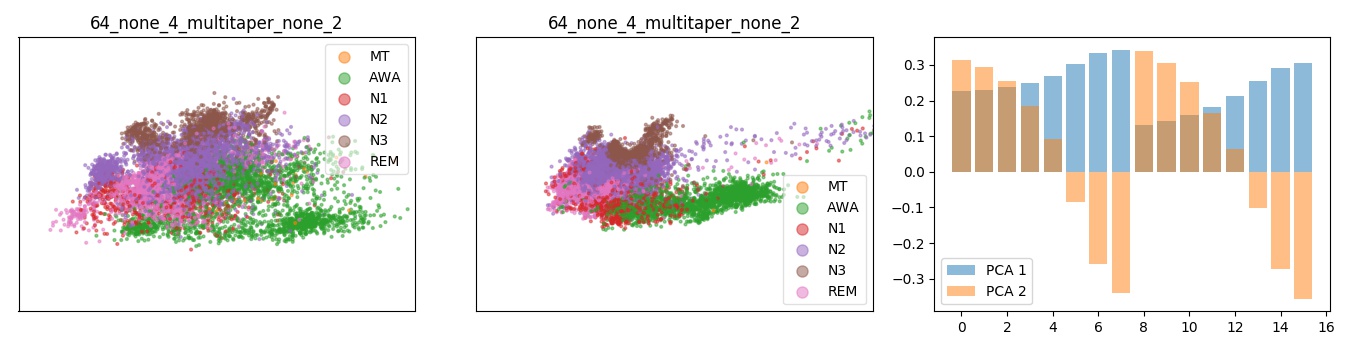 64_none_4_multitaper_none_2
MT
AWA
N1
N2
N3
REM
64_none_4_multitaper_none_2
MT
AWA
N1
N2
N3
REM
0.3
0.2
0.1
0.0
−0.1
−0.2
−0.3
PCA 1
PCA 2
0 2 4 6 8 10 12 14 16